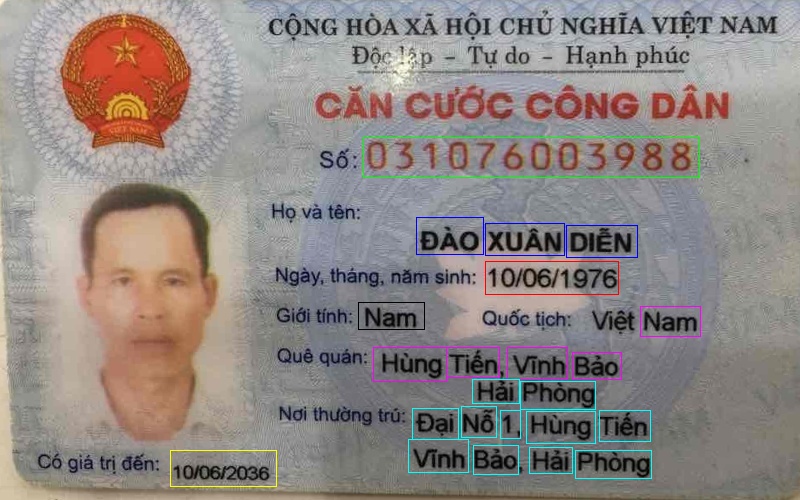 CỘNG HÒA XÃ HỘI CHỦ NGHĨA VIỆT NAM
Độc lập - Tự do - Hạnh phúc
CĂN CƯỚC CÔNG DÂN
Số: 031076003988
Họ và tên:
ĐÀO XUÂN DIỄN
Ngày, tháng, năm sinh: 10/06/1976
Giới tính: Nam Quốc tịch: Việt Nam
Quê quán: Hùng Tiến, Vĩnh Bảo
Hải Phòng
Nơi thường trú: Đại Nỗ 1, Hùng Tiến
Vĩnh Bảo, Hải Phòng
Có giá trị đến: 10/06/2036
VIỆT NAM